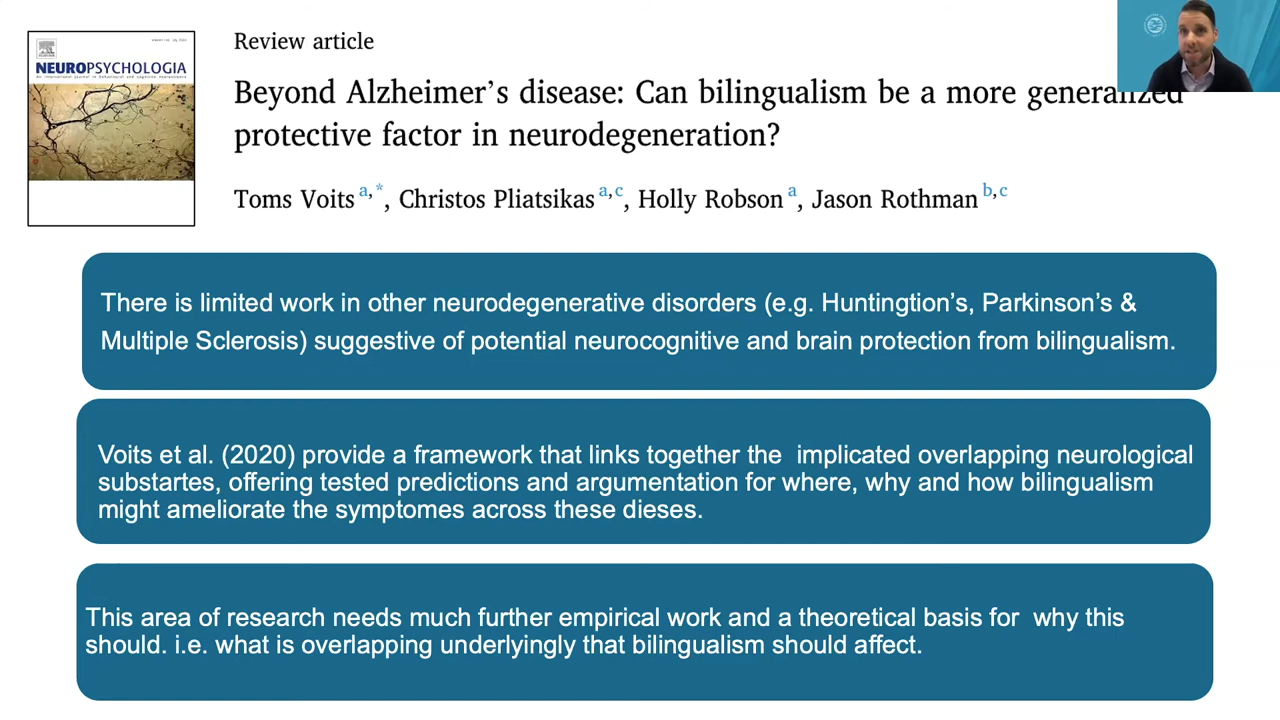 Review article
NEUROPSYCHOLOGIA
Beyond Alzheimer’s disease: Can bilingualism be a more generalized
protective factor in neurodegeneration?
Toms Voits a,*, Christos Pliatsikas a,c, Holly Robson a, Jason Rothman b,c
There is limited work in other neurodegenerative disorders (e.g. Huntingtion’s, Parkinson’s &
Multiple Sclerosis) suggestive of potential neurocognitive and brain protection from bilingualism.
Voits et al. (2020) provide a framework that links together the implicated overlapping neurological
substartes, offering tested predictions and argumentation for where, why and how bilingualism
might ameliorate the symptomes across these dieses.
This area of research needs much further empirical work and a theoretical basis for why this
should. i.e. what is overlapping underlyingly that bilingualism should affect.